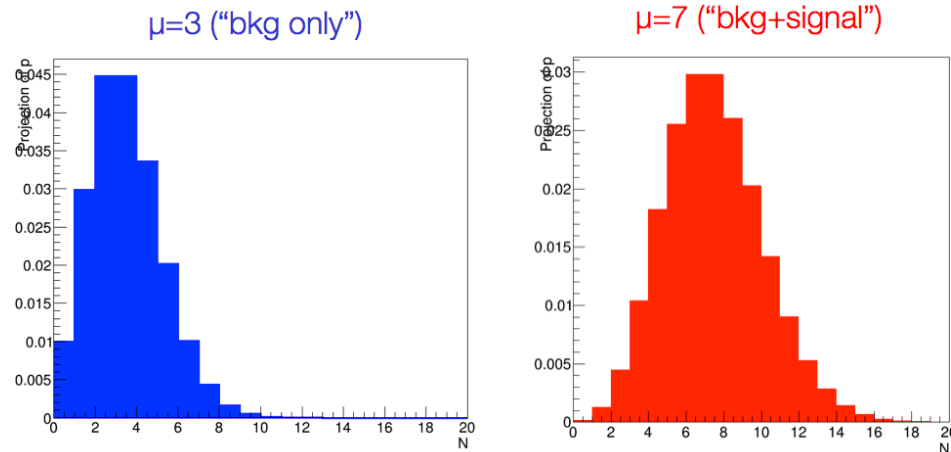 μ=3 (“bkg only”)
μ=7 (“bkg+signal”)
Projection of p
0.045
0.04
0.035
0.03
0.025
0.02
0.015
0.01
0.005
0
0 2 4 6 8 10 12 14 16 18 20
N
Projection of p
0.03
0.025
0.02
0.015
0.01
0.005
0
0 2 4 6 8 10 12 14 16 18 20
N